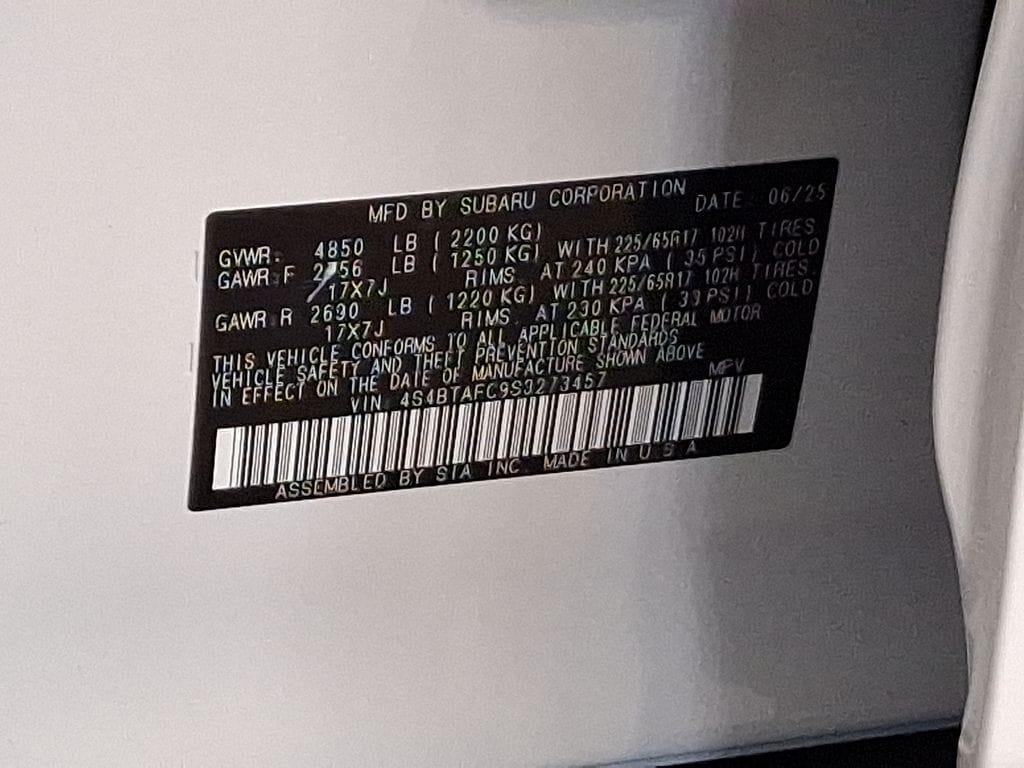 MFD BY SUBARU CORPORATION DATE: 06/25
GVWR: 4850 LB ( 2200 KG)
GAWR F LB ( 1250 KG) WITH 225/65R17 102H TIRES
17X7J RIMS. AT 240 KPA ( 35 PSI) COLD
GAWR R 2690 LB ( 1220 KG) WITH 225/65R17 102H TIRES.
17X7J RIMS. AT 230 KPA ( 33 PSI) COLD
THIS VEHICLE CONFORMS TO ALL APPLICABLE FEDERAL MOTOR
VEHICLE SAFETY AND THEFT PREVENTION STANDARDS
IN EFFECT ON THE DATE OF MANUFACTURE SHOWN ABOVE
VIN: 4S4BTAFC9S3273457 MPV
ASSEMBLED BY SIA INC. MADE IN U S A